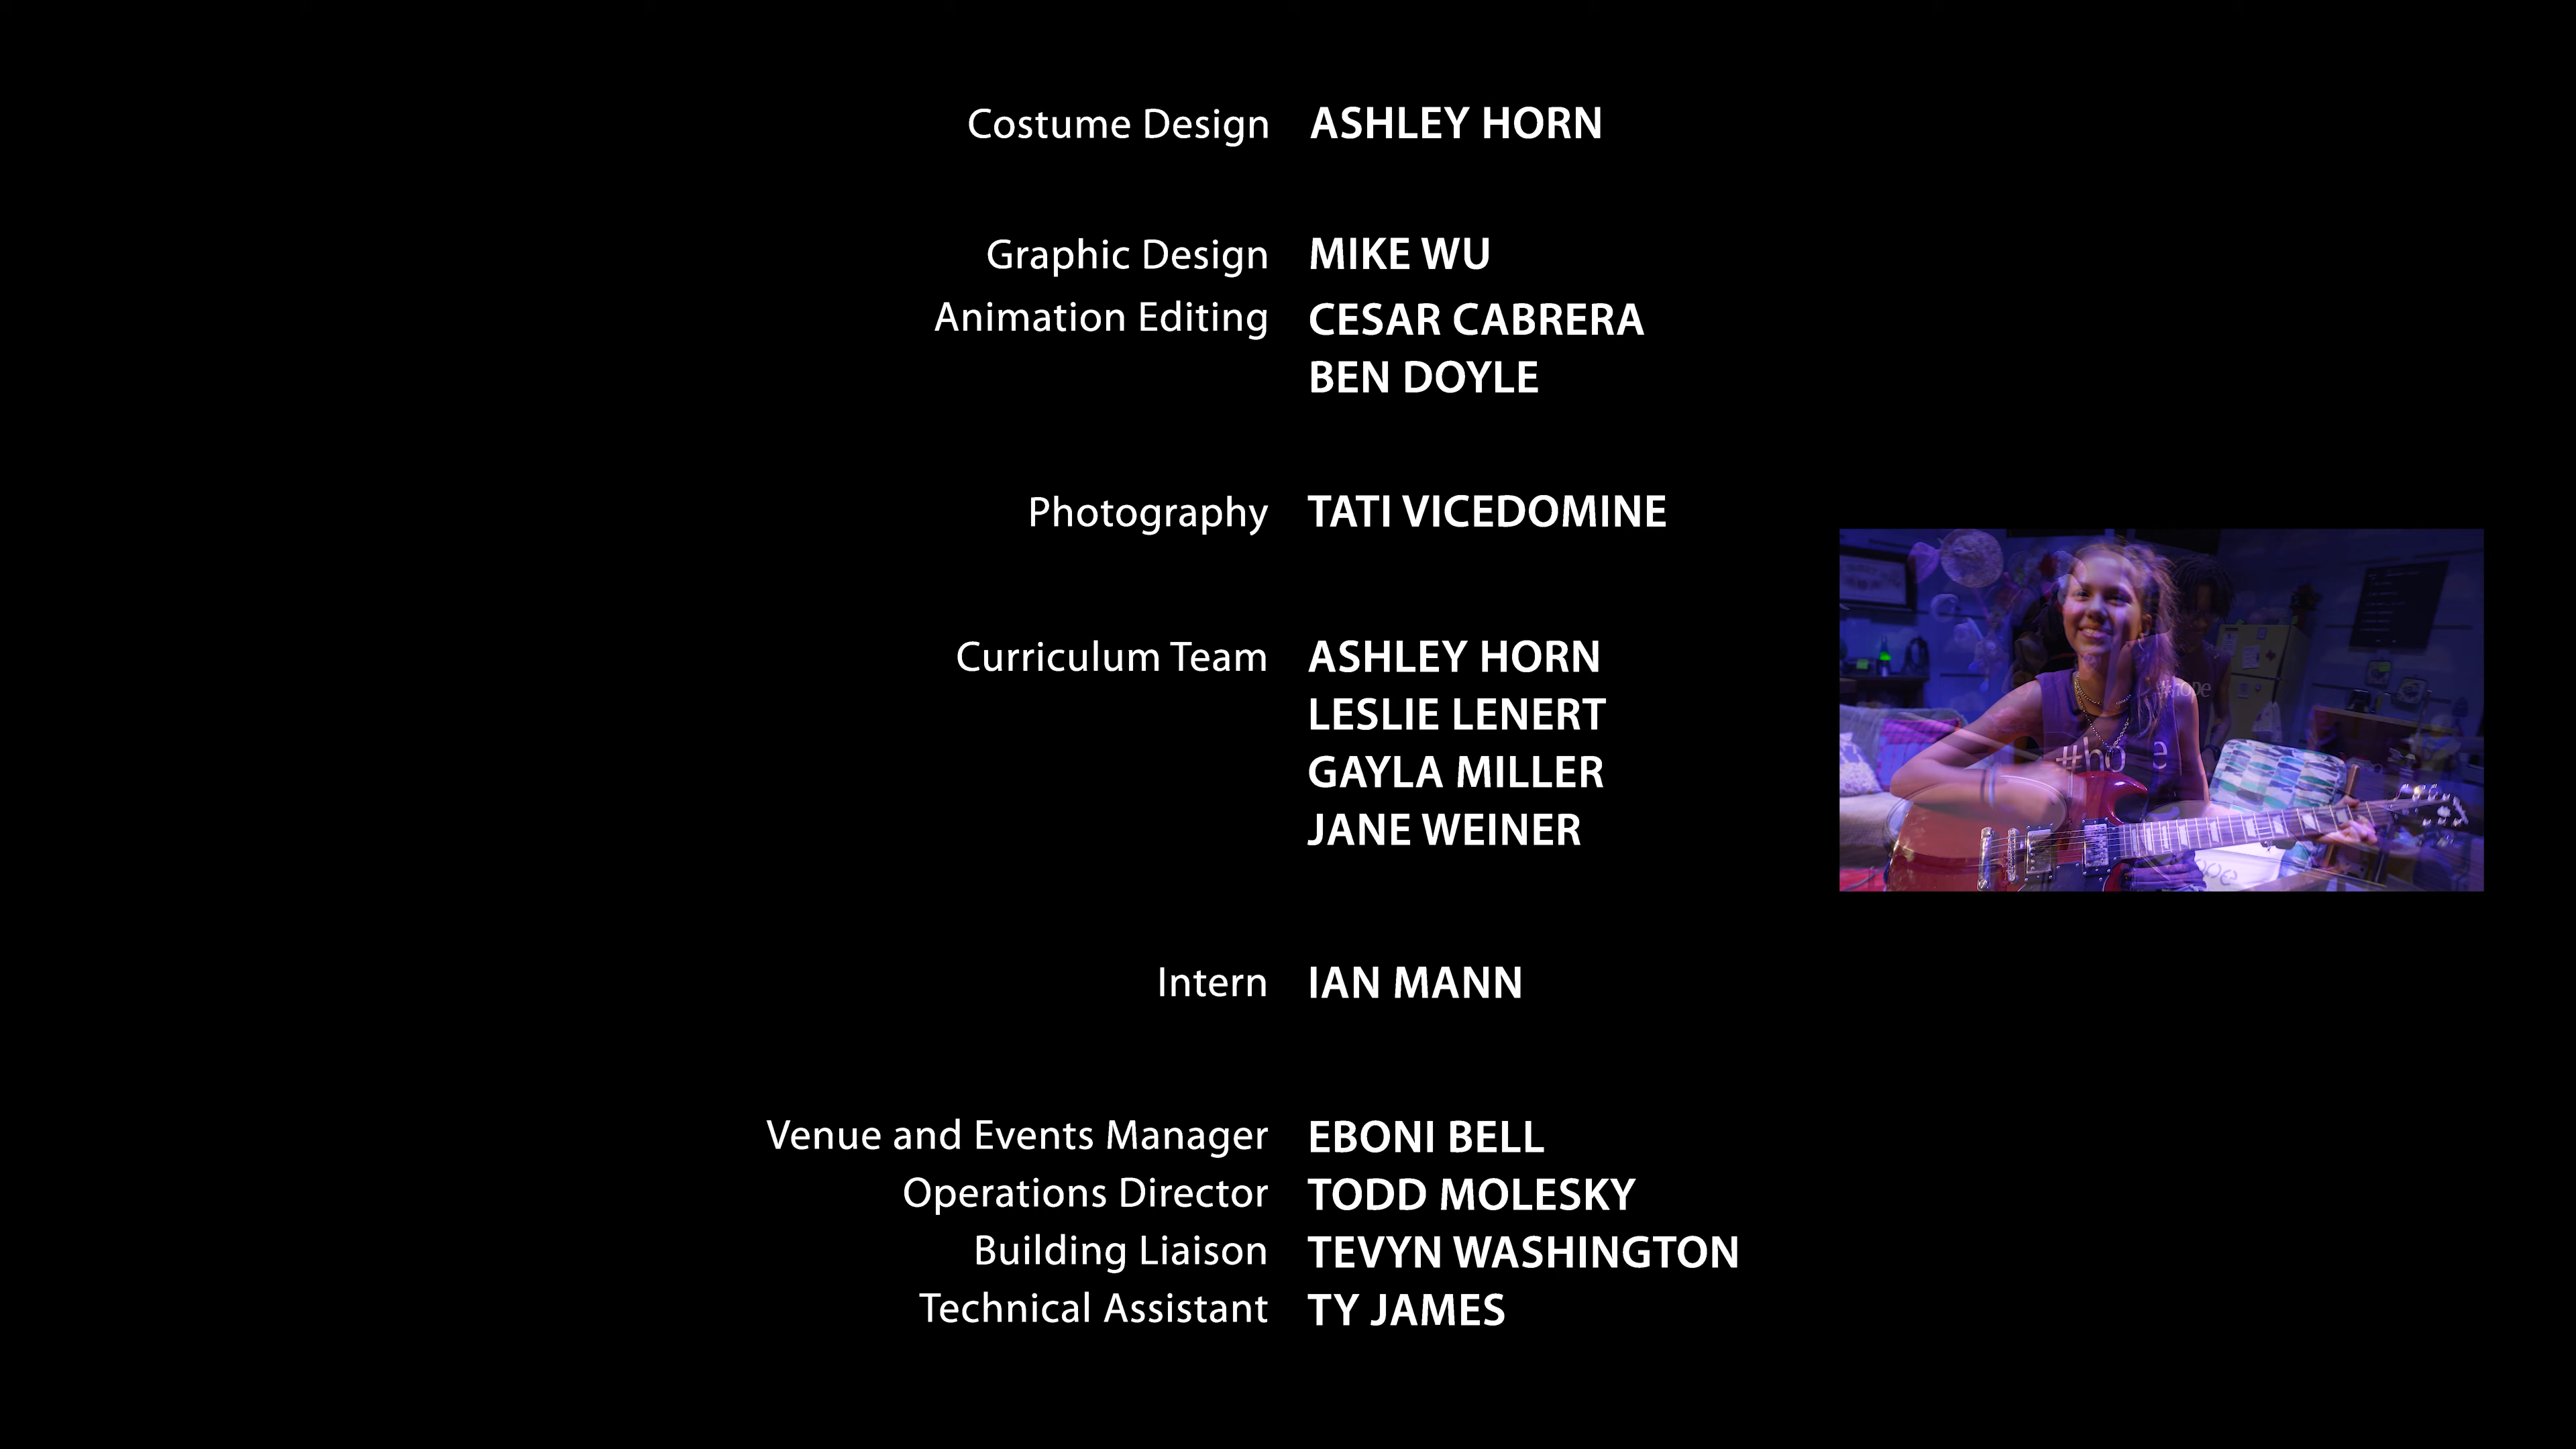 Costume Design ASHLEY HORN
Graphic Design MIKE WU
Animation Editing CESAR CABRERA
BEN DOYLE
Photography TATI VICEDOMINE
Curriculum Team ASHLEY HORN
LESLIE LENERT
GAYLA MILLER
JANE WEINER
Intern IAN MANN
Venue and Events Manager EBONI BELL
Operations Director TODD MOLESKY
Building Liaison TEVYN WASHINGTON
Technical Assistant TY JAMES
#hope